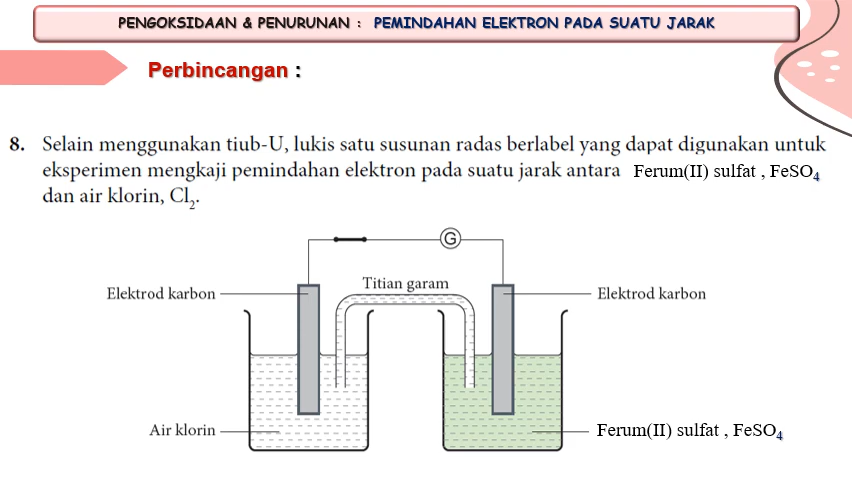 PENGOKSIDAAN & PENURUNAN : PEMINDAHAN ELEKTRON PADA SUATU JARAK
Perbincangan :
8. Selain menggunakan tiub-U, lukis satu susunan radas berlabel yang dapat digunakan untuk
eksperimen mengkaji pemindahan elektron pada suatu jarak antara Ferum(II) sulfat , FeSO₄
dan air klorin, Cl₂.
G
Titian garam
Elektrod karbon
Elektrod karbon
Air klorin
Ferum(II) sulfat , FeSO₄